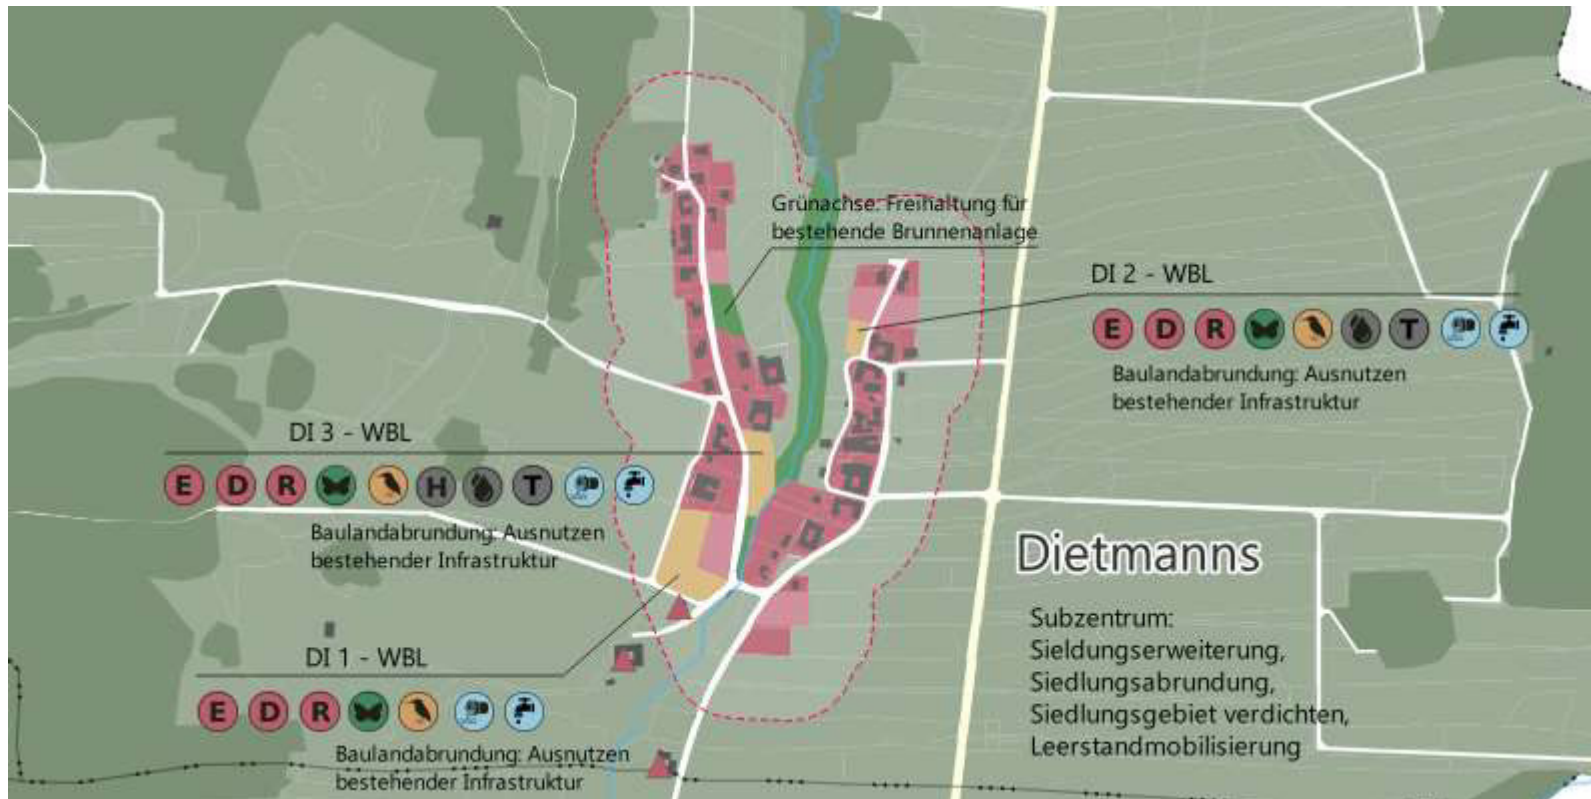 Grünachse: Freihaltung für
bestehende Brunnenanlage
DI 2 - WBL
E D R T
Baulandabrundung: Ausnutzen
bestehender Infrastruktur
DI 3 - WBL
E D R H T
Baulandabrundung: Ausnutzen
bestehender Infrastruktur
Dietmanns
Subzentrum:
Sieldungserweiterung,
Siedlungsabrundung,
Siedlungsgebiet verdichten,
Leerstandmobilisierung
DI 1 - WBL
E D R
Baulandabrundung: Ausnutzen
bestehender Infrastruktur